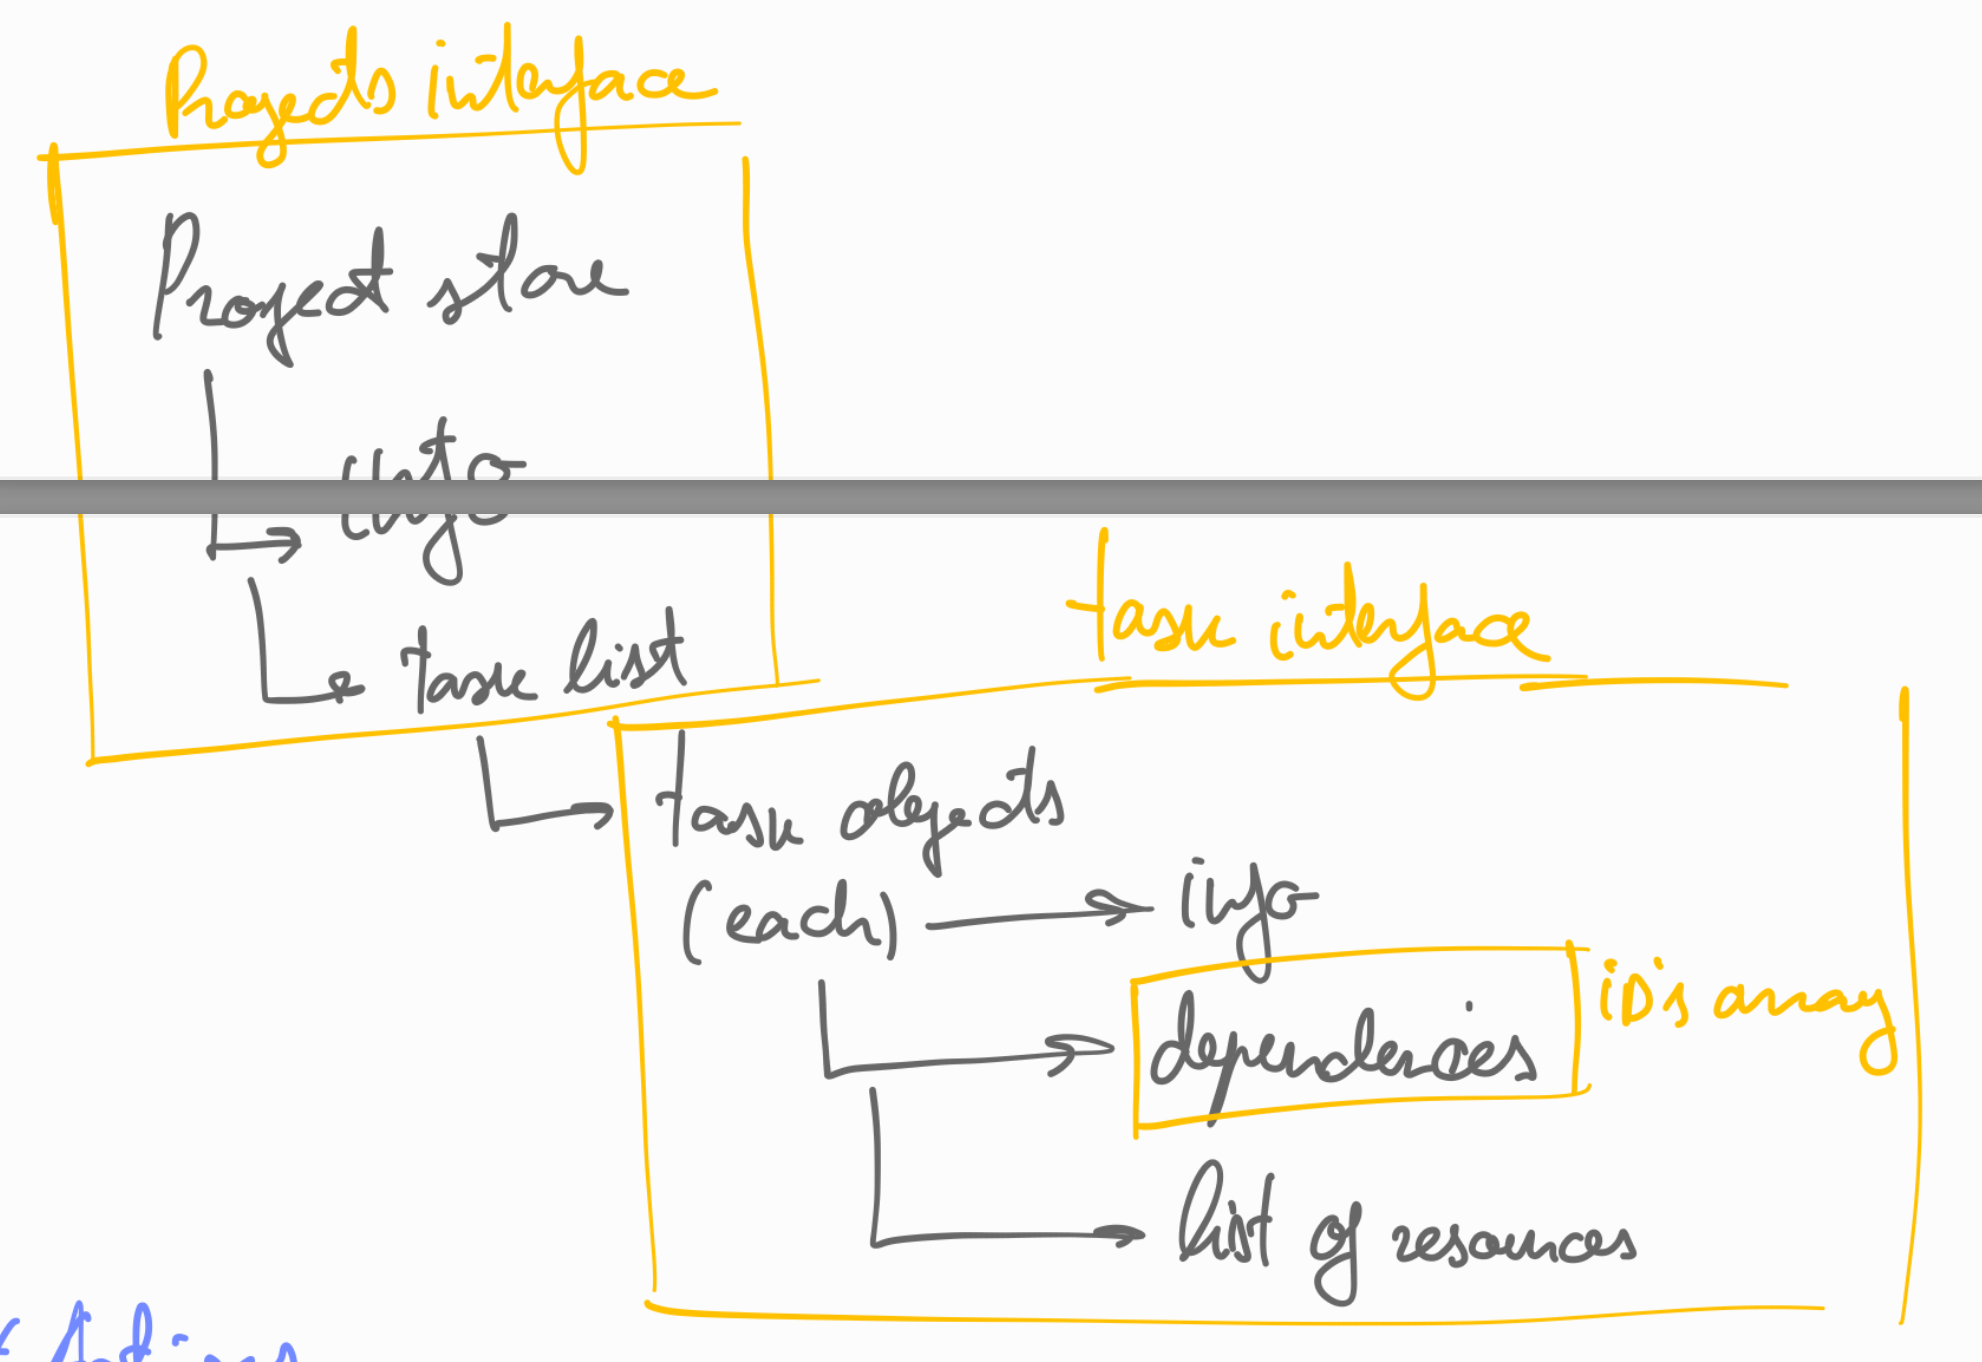 Projects interface
Project store
info
Task list
Task interface
Task objects
(each)
info
dependencies
iD's array
list of resources
Actions